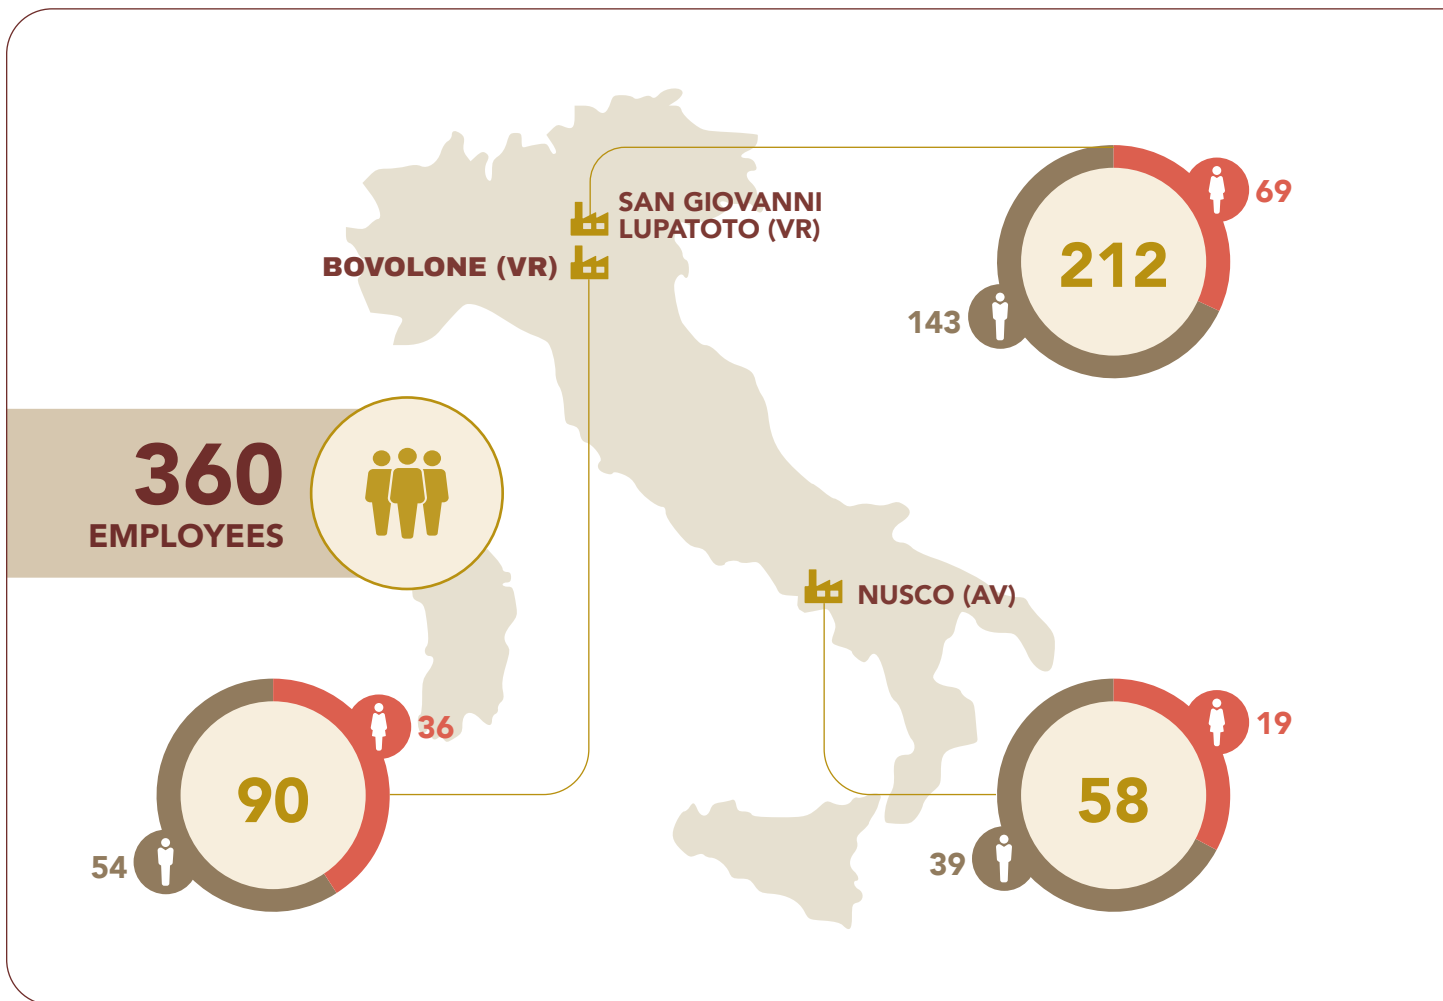 SAN GIOVANNI
LUPATOTO (VR)
BOVOLONE (VR)
69
212
143
360
EMPLOYEES
NUSCO (AV)
36
90
54
19
58
39